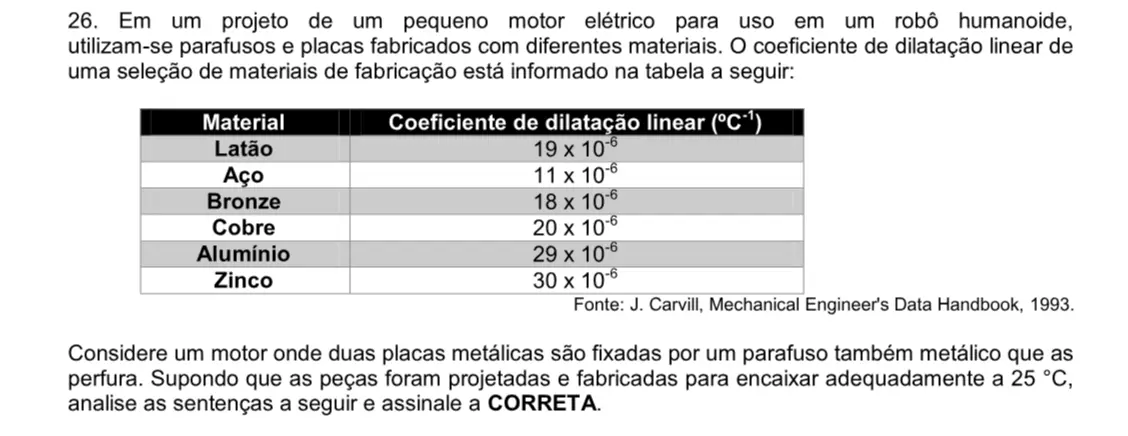 26. Em um projeto de um pequeno motor elétrico para uso em um robô humanoide,
utilizam-se parafusos e placas fabricados com diferentes materiais. O coeficiente de dilatação linear de
uma seleção de materiais de fabricação está informado na tabela a seguir:
Material Coeficiente de dilatação linear (ºC⁻¹)
Latão 19 x 10⁻⁶
Aço 11 x 10⁻⁶
Bronze 18 x 10⁻⁶
Cobre 20 x 10⁻⁶
Alumínio 29 x 10⁻⁶
Zinco 30 x 10⁻⁶
Fonte: J. Carvill, Mechanical Engineer's Data Handbook, 1993.
Considere um motor onde duas placas metálicas são fixadas por um parafuso também metálico que as
perfura. Supondo que as peças foram projetadas e fabricadas para encaixar adequadamente a 25 °C,
analise as sentenças a seguir e assinale a CORRETA.